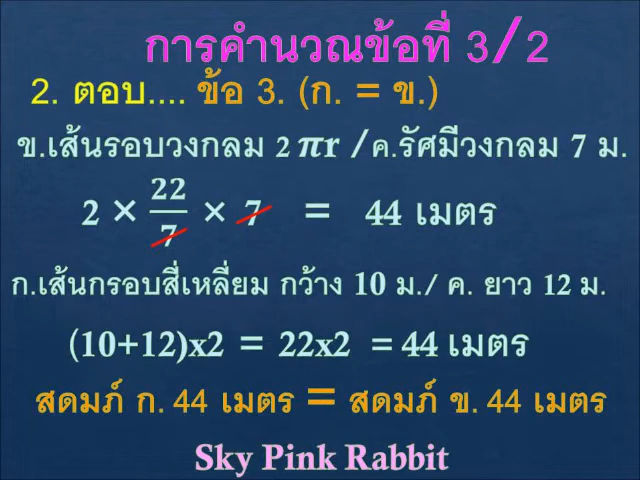 การคำนวณข้อที่ 3/2
2. ตอบ.... ข้อ 3. (ก. = ข.)
ข.เส้นรอบวงกลม 2 πr /ค.รัศมีวงกลม 7 ม.
2 × 22/7 × 7 = 44 เมตร
ก.เส้นกรอบสี่เหลี่ยม กว้าง 10 ม./ ค. ยาว 12 ม.
(10+12)x2 = 22x2 = 44 เมตร
สดมภ์ ก. 44 เมตร = สดมภ์ ข. 44 เมตร
Sky Pink Rabbit